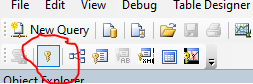 File Edit View Debug Table Designer
New Query
Object Explorer